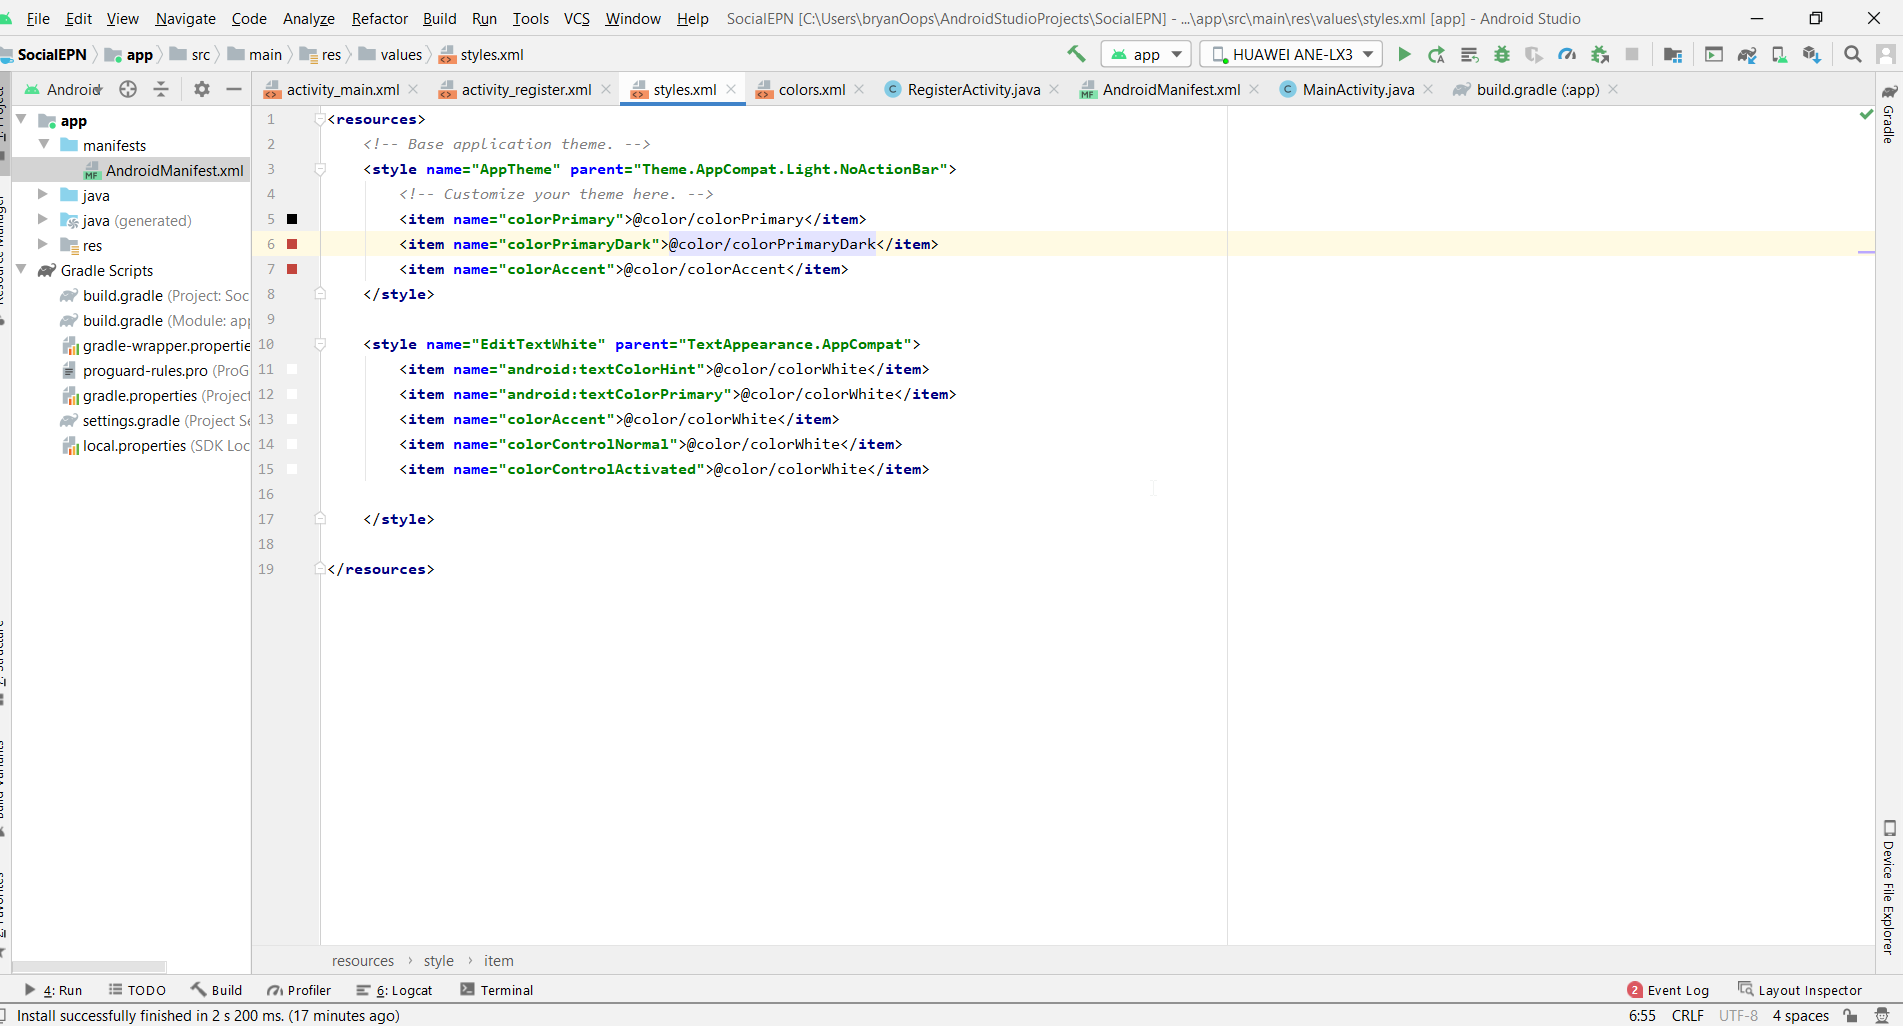 File Edit View Navigate Code Analyze Refactor Build Run Tools VCS Window Help SocialEPN [C:\Users\bryanOops\AndroidStudioProjects\SocialEPN] - ...\app\src\main\res\values\styles.xml [app] - Android Studio
SocialEPN app src main res values styles.xml app HUAWEI ANE-LX3
Android activity_main.xml activity_register.xml styles.xml colors.xml RegisterActivity.java AndroidManifest.xml MainActivity.java build.gradle (:app)
app
manifests
AndroidManifest.xml
java
java (generated)
res
Gradle Scripts
build.gradle (Project: Soc
build.gradle (Module: app
gradle-wrapper.propertie
proguard-rules.pro (ProG
gradle.properties (Project
settings.gradle (Project Se
local.properties (SDK Loc
1 <resources>
2 <!-- Base application theme. -->
3 <style name="AppTheme" parent="Theme.AppCompat.Light.NoActionBar">
4 <!-- Customize your theme here. -->
5 <item name="colorPrimary">@color/colorPrimary</item>
6 <item name="colorPrimaryDark">@color/colorPrimaryDark</item>
7 <item name="colorAccent">@color/colorAccent</item>
8 </style>
9
10 <style name="EditTextWhite" parent="TextAppearance.AppCompat">
11 <item name="android:textColorHint">@color/colorWhite</item>
12 <item name="android:textColorPrimary">@color/colorWhite</item>
13 <item name="colorAccent">@color/colorWhite</item>
14 <item name="colorControlNormal">@color/colorWhite</item>
15 <item name="colorControlActivated">@color/colorWhite</item>
16
17 </style>
18
19 </resources>
Gradle
Device File Explorer
resources › style › item
4: Run TODO Build Profiler 6: Logcat Terminal 2 Event Log Layout Inspector
Install successfully finished in 2 s 200 ms. (17 minutes ago) 6:55 CRLF UTF-8 4 spaces